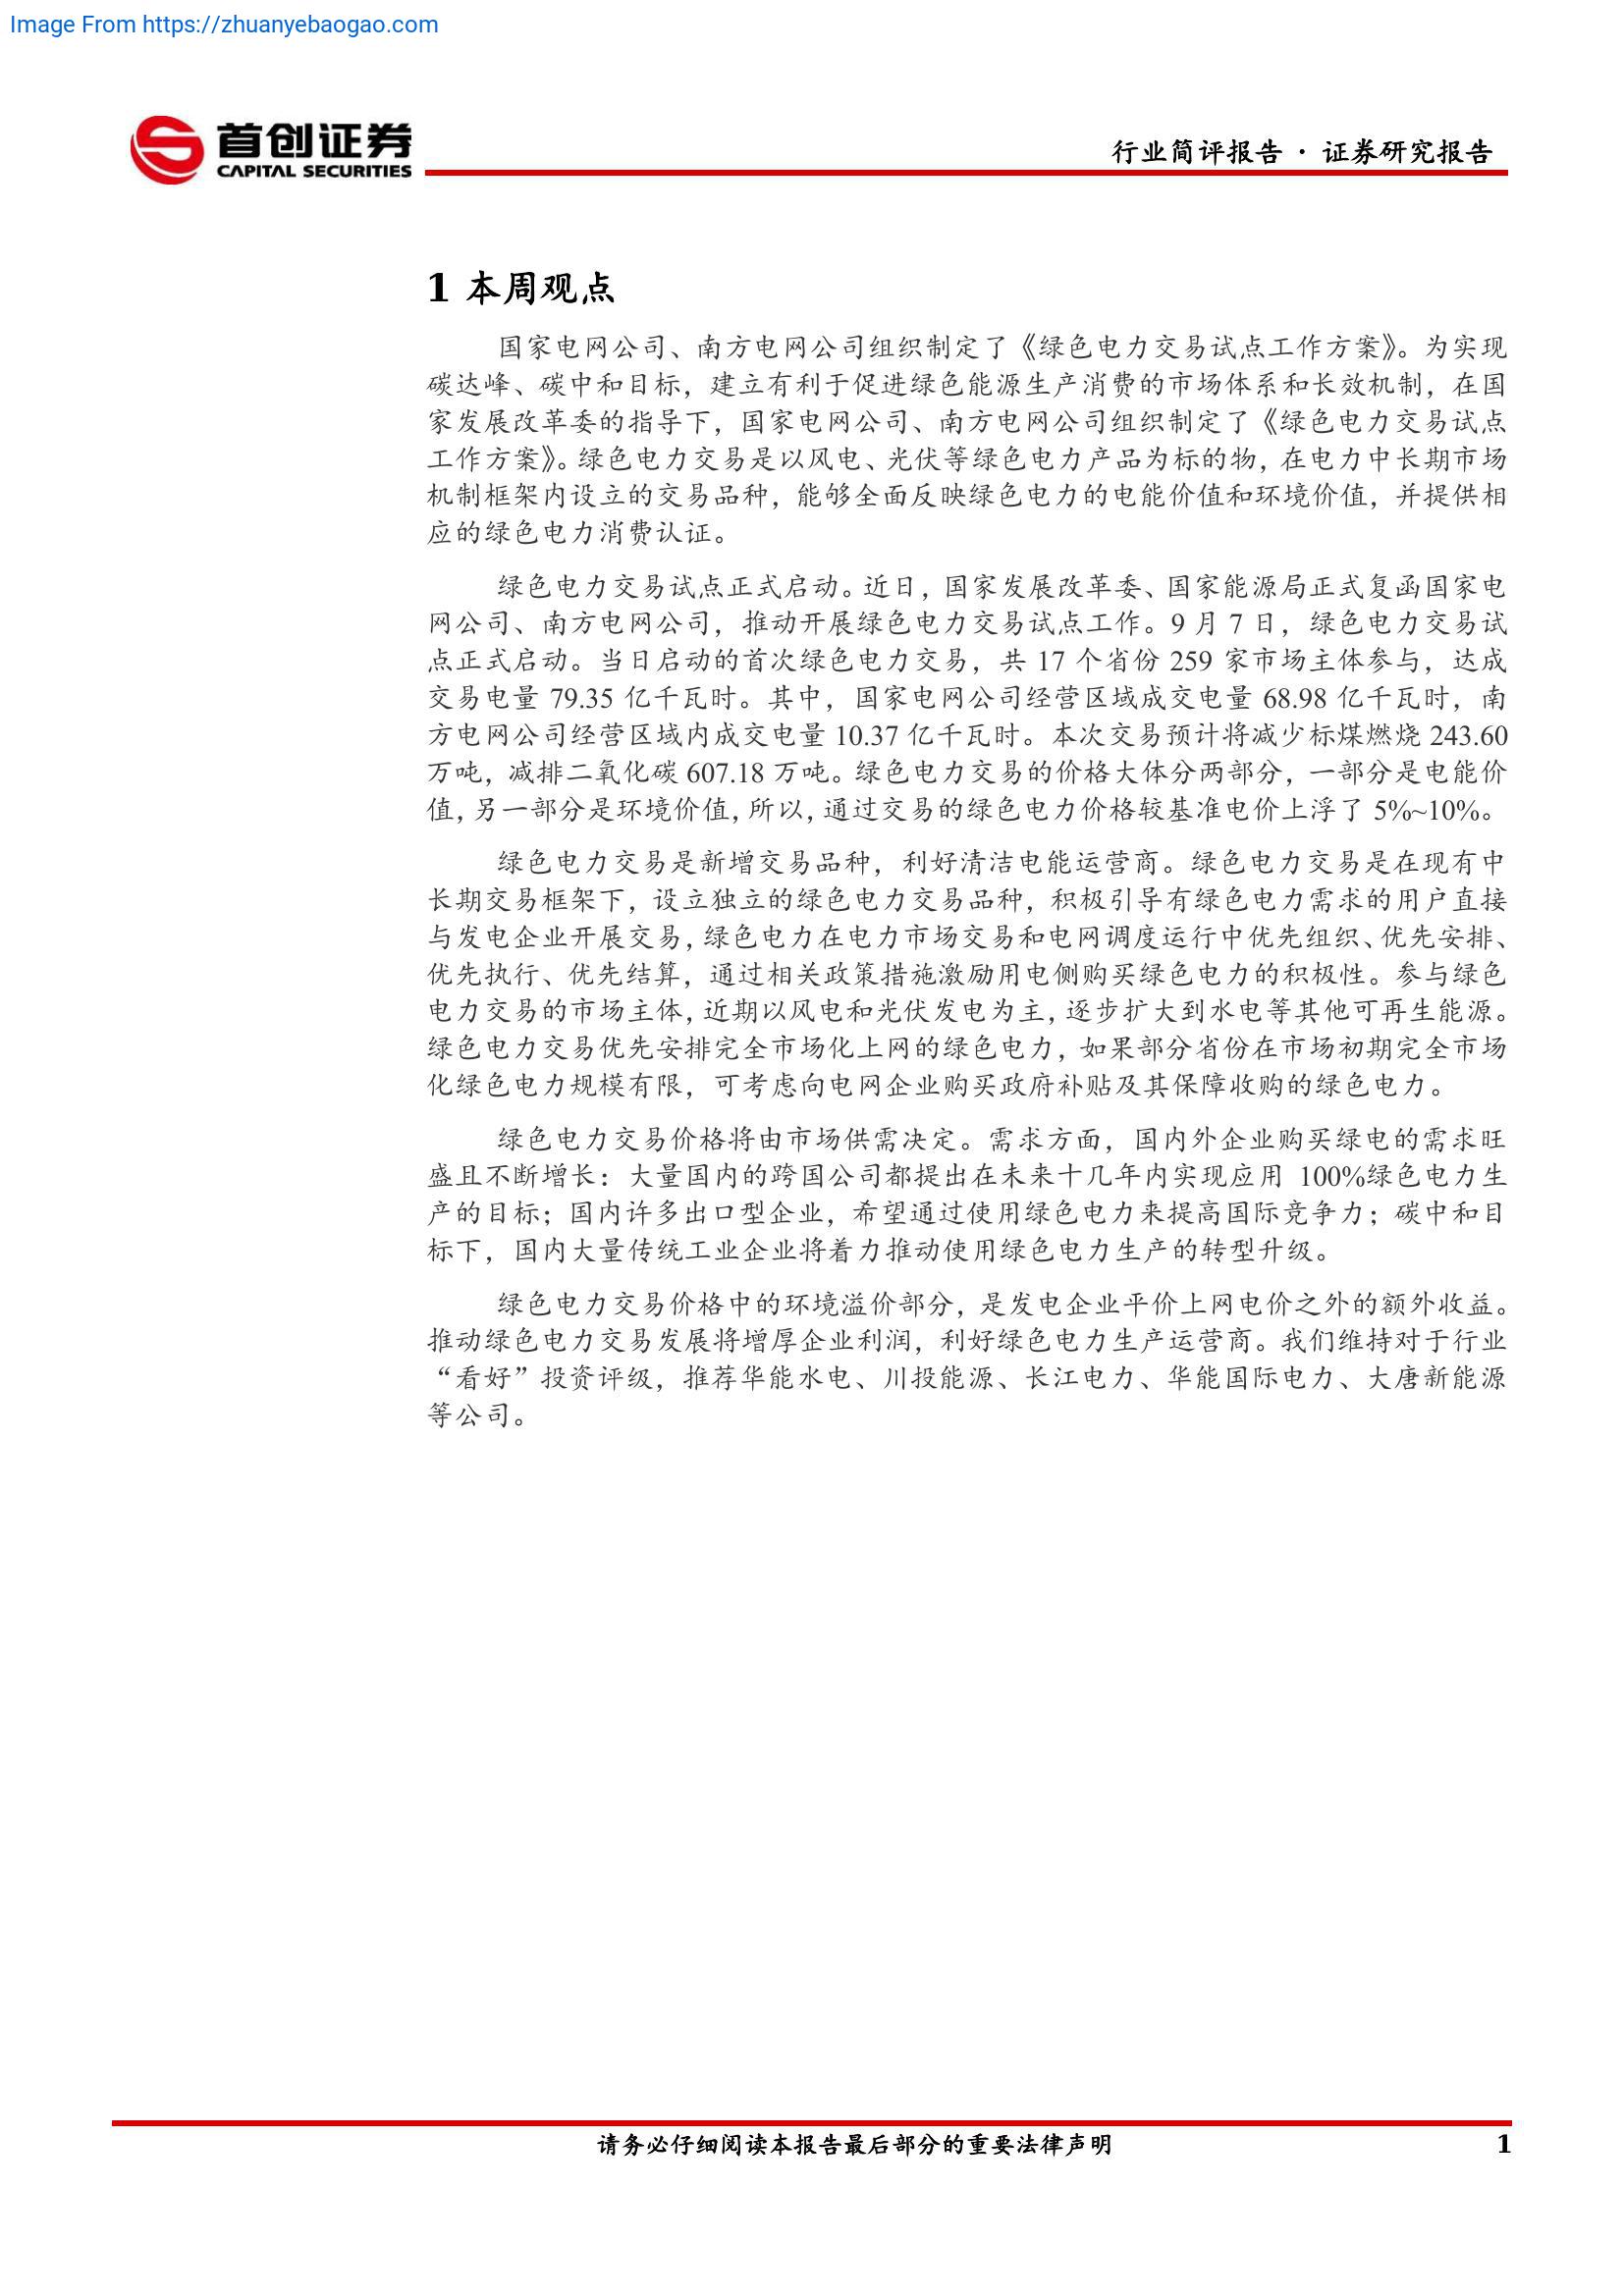 Image From https://zhuanyebaogao.com
首创证券
CAPITAL SECURITIES
行业简评报告 · 证券研究报告
1 本周观点
国家电网公司、南方电网公司组织制定了《绿色电力交易试点工作方案》。为实现
碳达峰、碳中和目标，建立有利于促进绿色能源生产消费的市场体系和长效机制，在国
家发展改革委的指导下，国家电网公司、南方电网公司组织制定了《绿色电力交易试点
工作方案》。绿色电力交易是以风电、光伏等绿色电力产品为标的物，在电力中长期市场
机制框架内设立的交易品种，能够全面反映绿色电力的电能价值和环境价值，并提供相
应的绿色电力消费认证。
绿色电力交易试点正式启动。近日，国家发展改革委、国家能源局正式复函国家电
网公司、南方电网公司，推动开展绿色电力交易试点工作。9 月 7 日，绿色电力交易试
点正式启动。当日启动的首次绿色电力交易，共 17 个省份 259 家市场主体参与，达成
交易电量 79.35 亿千瓦时。其中，国家电网公司经营区域成交电量 68.98 亿千瓦时，南
方电网公司经营区域内成交电量 10.37 亿千瓦时。本次交易预计将减少标煤燃烧 243.60
万吨，减排二氧化碳 607.18 万吨。绿色电力交易的价格大体分两部分，一部分是电能价
值，另一部分是环境价值，所以，通过交易的绿色电力价格较基准电价上浮了 5%~10%。
绿色电力交易是新增交易品种，利好清洁电能运营商。绿色电力交易是在现有中
长期交易框架下，设立独立的绿色电力交易品种，积极引导有绿色电力需求的用户直接
与发电企业开展交易，绿色电力在电力市场交易和电网调度运行中优先组织、优先安排、
优先执行、优先结算，通过相关政策措施激励用电侧购买绿色电力的积极性。参与绿色
电力交易的市场主体，近期以风电和光伏发电为主，逐步扩大到水电等其他可再生能源。
绿色电力交易优先安排完全市场化上网的绿色电力，如果部分省份在市场初期完全市场
化绿色电力规模有限，可考虑向电网企业购买政府补贴及其保障收购的绿色电力。
绿色电力交易价格将由市场供需决定。需求方面，国内外企业购买绿电的需求旺
盛且不断增长：大量国内的跨国公司都提出在未来十几年内实现应用 100%绿色电力生
产的目标；国内许多出口型企业，希望通过使用绿色电力来提高国际竞争力；碳中和目
标下，国内大量传统工业企业将着力推动使用绿色电力生产的转型升级。
绿色电力交易价格中的环境溢价部分，是发电企业平价上网电价之外的额外收益。
推动绿色电力交易发展将增厚企业利润，利好绿色电力生产运营商。我们维持对于行业
“看好”投资评级，推荐华能水电、川投能源、长江电力、华能国际电力、大唐新能源
等公司。
请务必仔细阅读本报告最后部分的重要法律声明
1